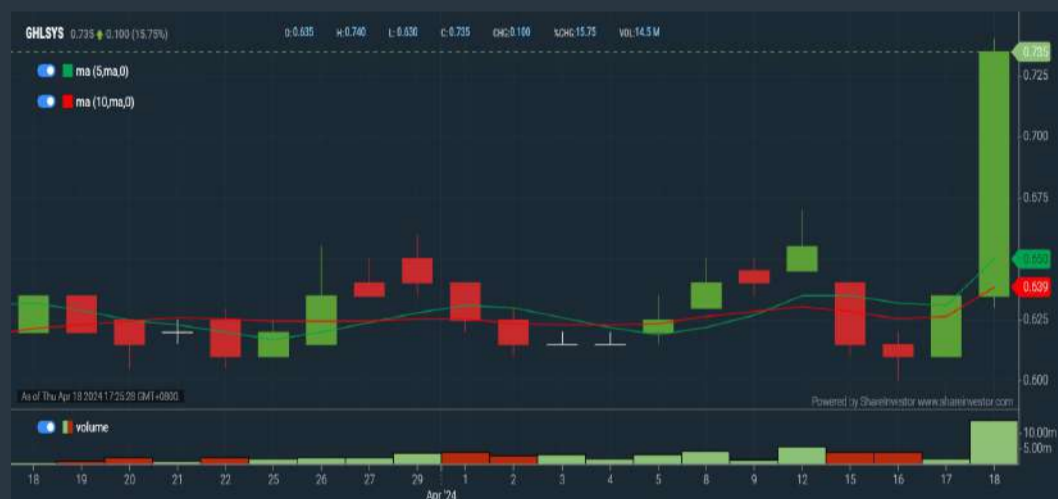 GHLSYS 0.735 0.100 (15.75%) O:0.635 H:0.740 L:0.630 C:0.735 CHG:0.100 %CHG:15.75 VOL:14.5 M
ma (5,ma,0)
ma (10,ma,0)
0.735
0.725
0.700
0.675
0.650
0.639
0.625
0.600
As of Thu Apr 18 2024 17:25:28 GMT+0800 Powered by ShareInvestor www.shareinvestor.com
volume
10.00m
5.00m
18 19 20 21 22 25 26 27 29 1 2 3 4 5 8 9 12 15 16 17 18
Apr '24